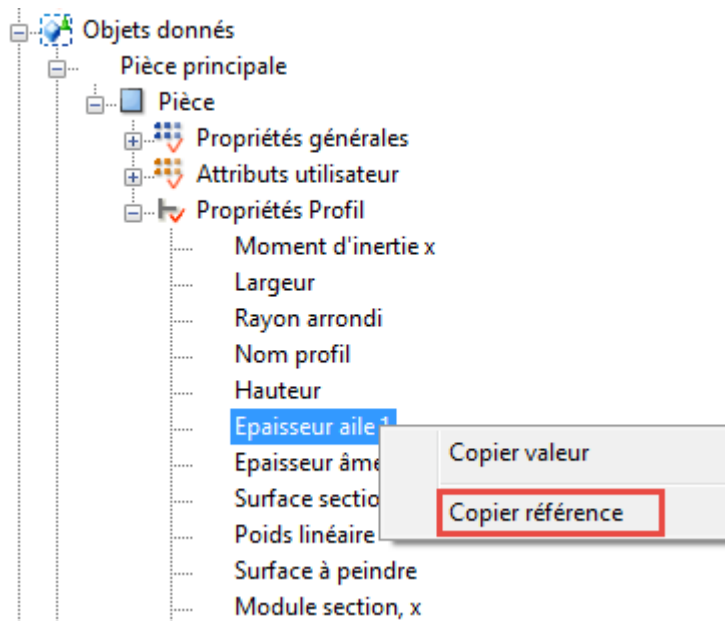 Objets donnés
Pièce principale
Pièce
Propriétés générales
Attributs utilisateur
Propriétés Profil
Moment d'inertie x
Largeur
Rayon arrondi
Nom profil
Hauteur
Epaisseur aile 1
Copier valeur
Epaisseur âme
Surface sectio
Copier référence
Poids linéaire
Surface à peindre
Module section, x